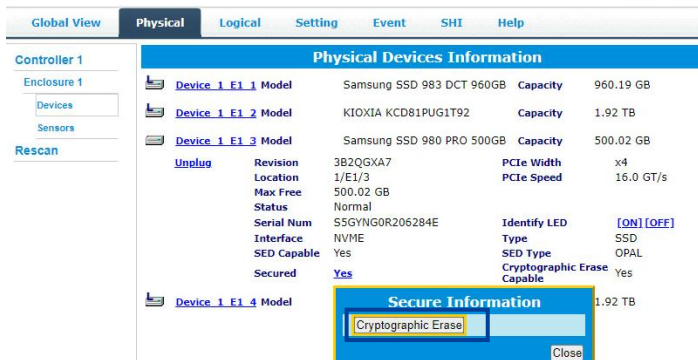 Global View Physical Logical Setting Event SHI Help
Controller 1
Enclosure 1
Devices
Sensors
Rescan
Physical Devices Information
Device_1_E1_1 Model Samsung SSD 983 DCT 960GB Capacity 960.19 GB
Device_1_E1_2 Model KIOXIA KCD81PUG1T92 Capacity 1.92 TB
Device_1_E1_3 Model Samsung SSD 980 PRO 500GB Capacity 500.02 GB
Unplug Revision 3B2QGXA7 PCIe Width x4
Location 1/E1/3 PCIe Speed 16.0 GT/s
Max Free 500.02 GB
Status Normal
Serial Num S5GYNG0R206284E Identify LED [ON] [OFF]
Interface NVME Type SSD
SED Capable Yes SED Type OPAL
Secured Yes Cryptographic Erase Capable Yes
Device_1_E1_4 Model 1.92 TB
Secure Information
Cryptographic Erase
Close